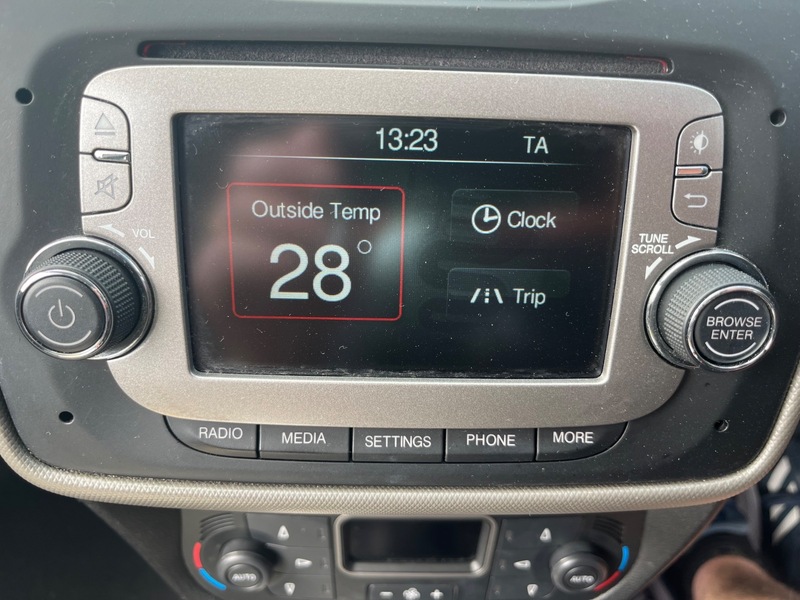 13:23 TA
Outside Temp
28°
Clock
Trip
VOL
TUNE
SCROLL
BROWSE
ENTER
RADIO MEDIA SETTINGS PHONE MORE
AUTO AUTO